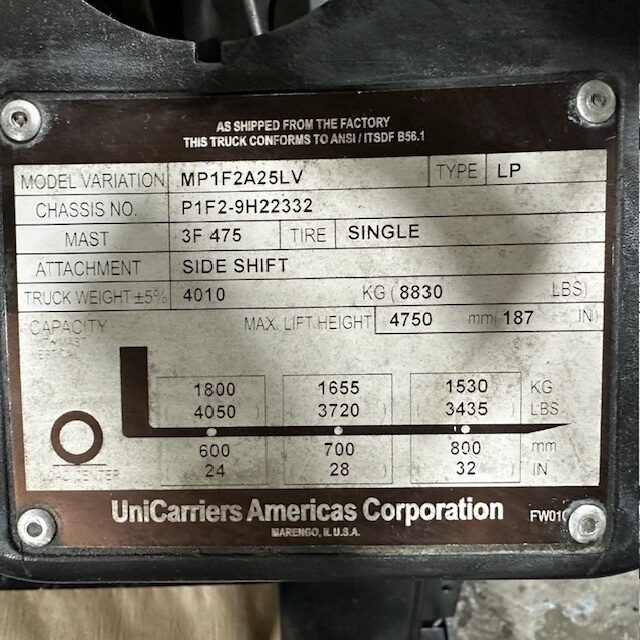 AS SHIPPED FROM THE FACTORY
THIS TRUCK CONFORMS TO ANSI / ITSDF B56.1
MODEL VARIATION MP1F2A25LV TYPE LP
CHASSIS NO. P1F2-9H22332
MAST 3F 475 TIRE SINGLE
ATTACHMENT SIDE SHIFT
TRUCK WEIGHT ±5% 4010 KG (8830 LBS)
CAPACITY MAX. LIFT HEIGHT 4750 mm (187 IN)
MAST
VERTICAL
1800 1655 1530 KG
(4050) (3720) (3435) LBS
600 700 800 mm
24 28 32 IN
UniCarriers Americas Corporation
MARENGO, IL U.S.A.